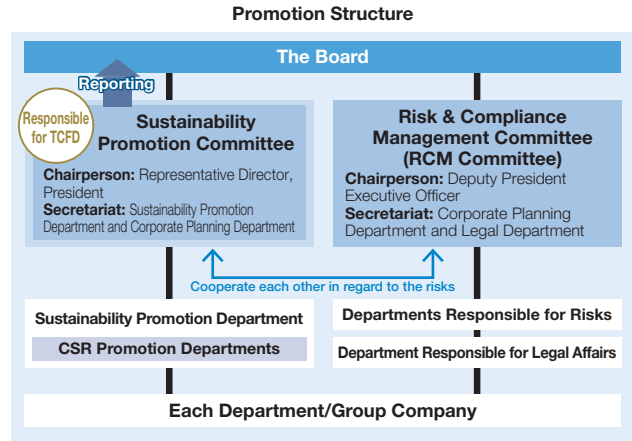 Promotion Structure
The Board
Reporting
Responsible
for TCFD
Sustainability
Promotion Committee
Chairperson: Representative Director,
President
Secretariat: Sustainability Promotion
Department and Corporate Planning Department
Risk & Compliance
Management Committee
(RCM Committee)
Chairperson: Deputy President
Executive Officer
Secretariat: Corporate Planning
Department and Legal Department
Cooperate each other in regard to the risks
Sustainability Promotion Department
CSR Promotion Departments
Departments Responsible for Risks
Department Responsible for Legal Affairs
Each Department/Group Company